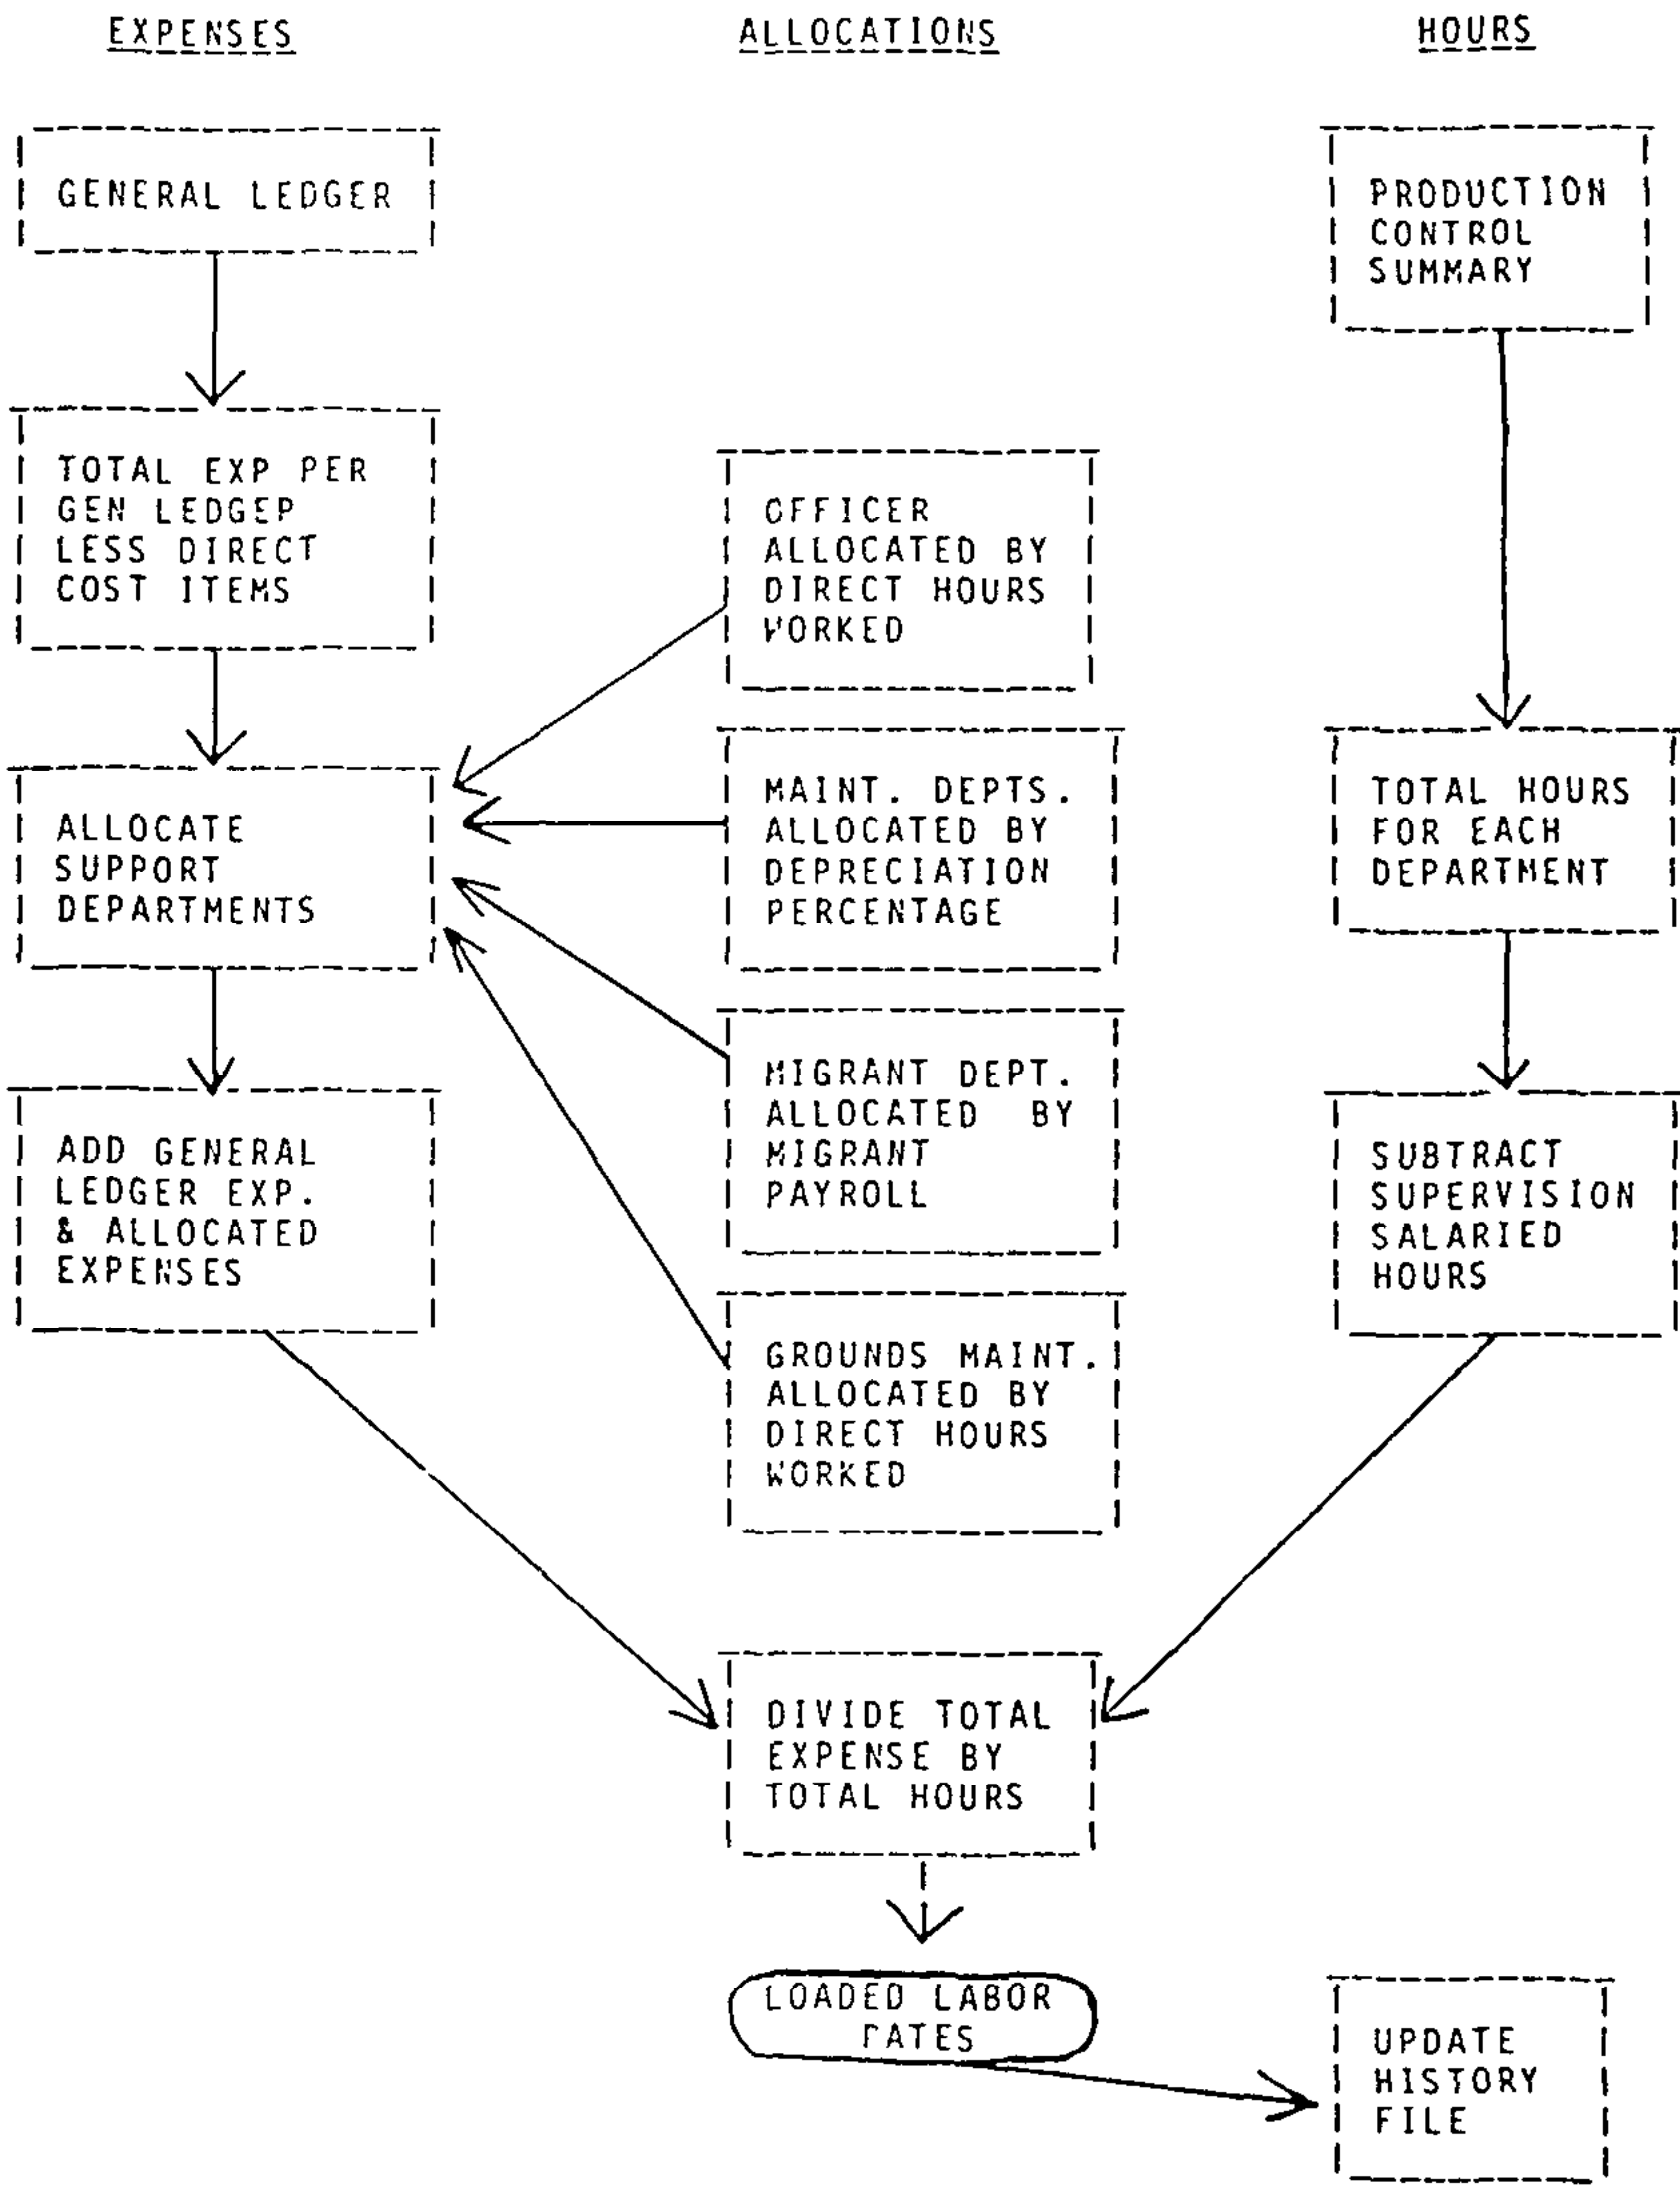 EXPENSES
ALLOCATIONS
HOURS
GENERAL LEDGER
TOTAL EXP PER
GEN LEDGER
LESS DIRECT
COST ITEMS
ALLOCATE
SUPPORT
DEPARTMENTS
ADD GENERAL
LEDGER EXP.
& ALLOCATED
EXPENSES
OFFICER
ALLOCATED BY
DIRECT HOURS
WORKED
MAINT. DEPTS.
ALLOCATED BY
DEPRECIATION
PERCENTAGE
MIGRANT DEPT.
ALLOCATED BY
MIGRANT
PAYROLL
GROUNDS MAINT.
ALLOCATED BY
DIRECT HOURS
WORKED
PRODUCTION
CONTROL
SUMMARY
TOTAL HOURS
FOR EACH
DEPARTMENT
SUBTRACT
SUPERVISION
SALARIED
HOURS
DIVIDE TOTAL
EXPENSE BY
TOTAL HOURS
LOADED LABOR
RATES
UPDATE
HISTORY
FILE